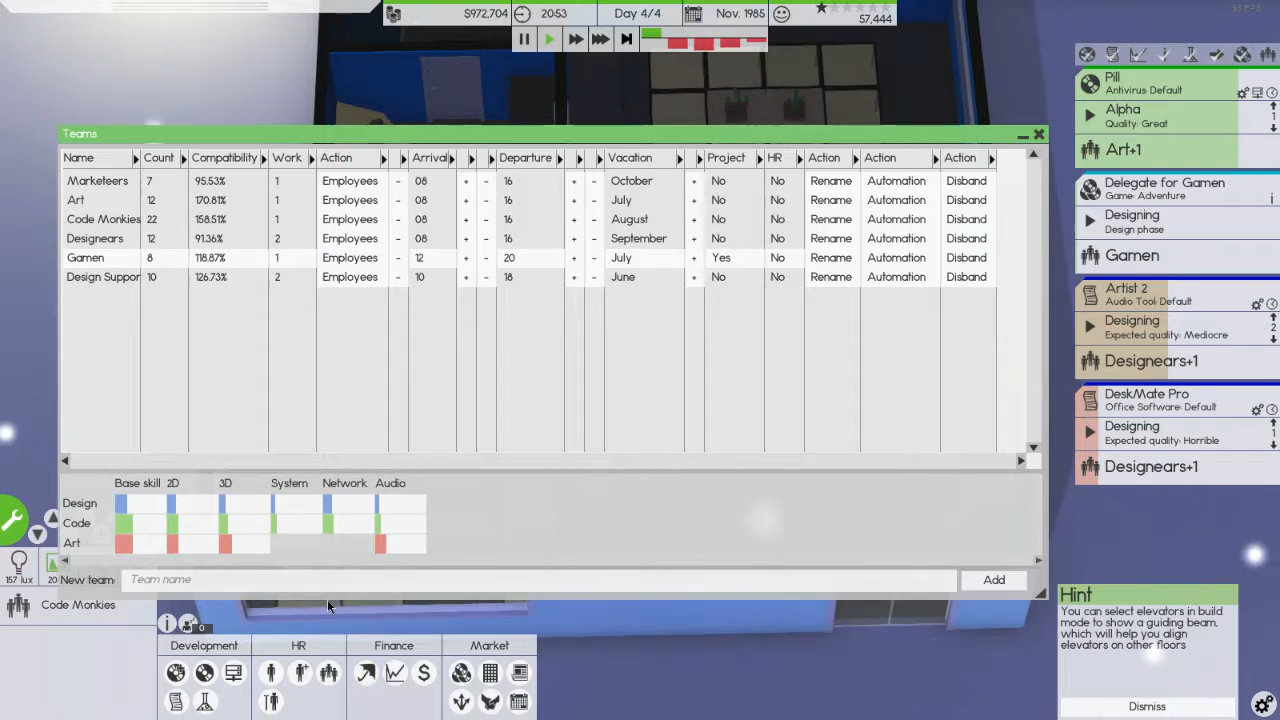 $972,704 20:53 Day 4/4 Nov. 1985 57,444
Teams
Name Count Compatibility Work Action Arrival Departure Vacation Project HR Action Action Action
Marketeers 7 95.53% 1 Employees - 08 + - 16 + - October + No No Rename Automation Disband
Art 12 170.81% 1 Employees - 08 + - 16 + - July + No No Rename Automation Disband
Code Monkies 22 158.51% 1 Employees - 08 + - 16 + - August + No No Rename Automation Disband
Designears 12 91.36% 2 Employees - 08 + - 16 + - September + No No Rename Automation Disband
Gamen 8 118.87% 1 Employees - 12 + - 20 + - July + Yes No Rename Automation Disband
Design Suppor 10 126.73% 2 Employees - 10 + - 18 + - June + No No Rename Automation Disband
Base skill 2D 3D System Network Audio
Design
Code
Art
New team Team name Add
157 lux 20
Code Monkies
0
Development HR Finance Market
Pill
Antivirus: Default
Alpha
Quality: Great
1
Art+1
Delegate for Gamen
Game: Adventure
Designing
Design phase
Gamen
Artist 2
Audio Tool: Default
Designing
Expected quality: Mediocre
2
Designears+1
DeskMate Pro
Office Software: Default
Designing
Expected quality: Horrible
1
Designears+1
Hint
You can select elevators in build
mode to show a guiding beam,
which will help you align
elevators on other floors
Dismiss